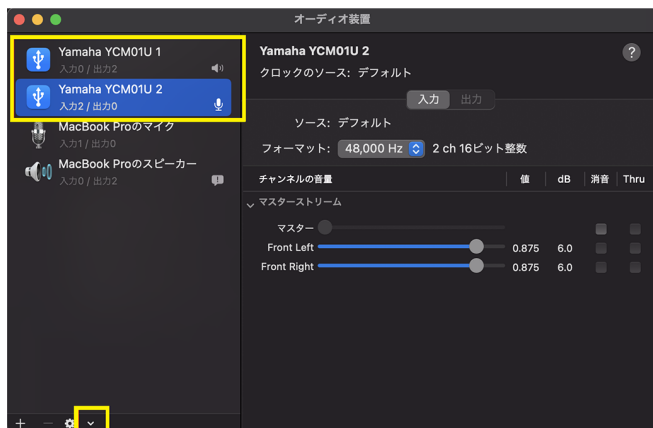 オーディオ装置
Yamaha YCM01U 1
入力0 / 出力2
Yamaha YCM01U 2
入力2 / 出力0
MacBook Proのマイク
入力1 / 出力0
MacBook Proのスピーカー
入力0 / 出力2
Yamaha YCM01U 2
?
クロックのソース: デフォルト
入力 出力
ソース: デフォルト
フォーマット: 48,000 Hz 2 ch 16ビット整数
チャンネルの音量 値 dB 消音 Thru
マスターストリーム
マスター
Front Left 0.875 6.0
Front Right 0.875 6.0